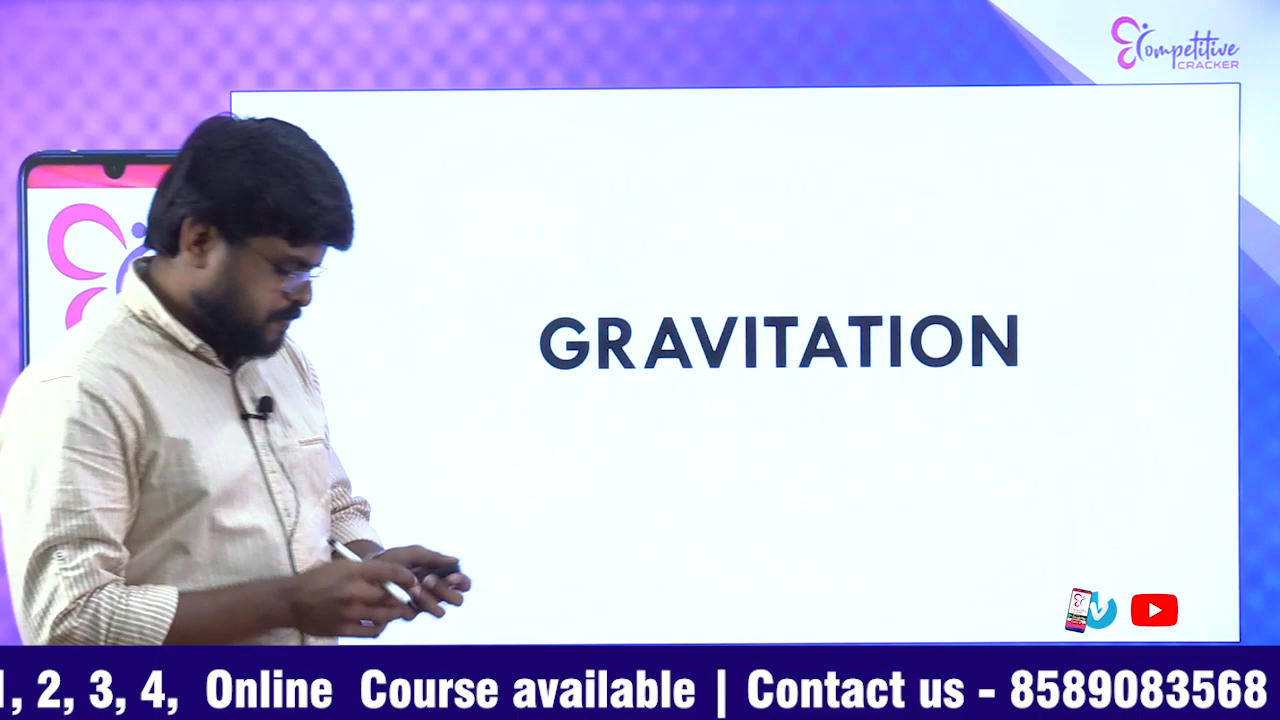 Competitive
CRACKER
GRAVITATION
1, 2, 3, 4, Online Course available | Contact us - 8589083568